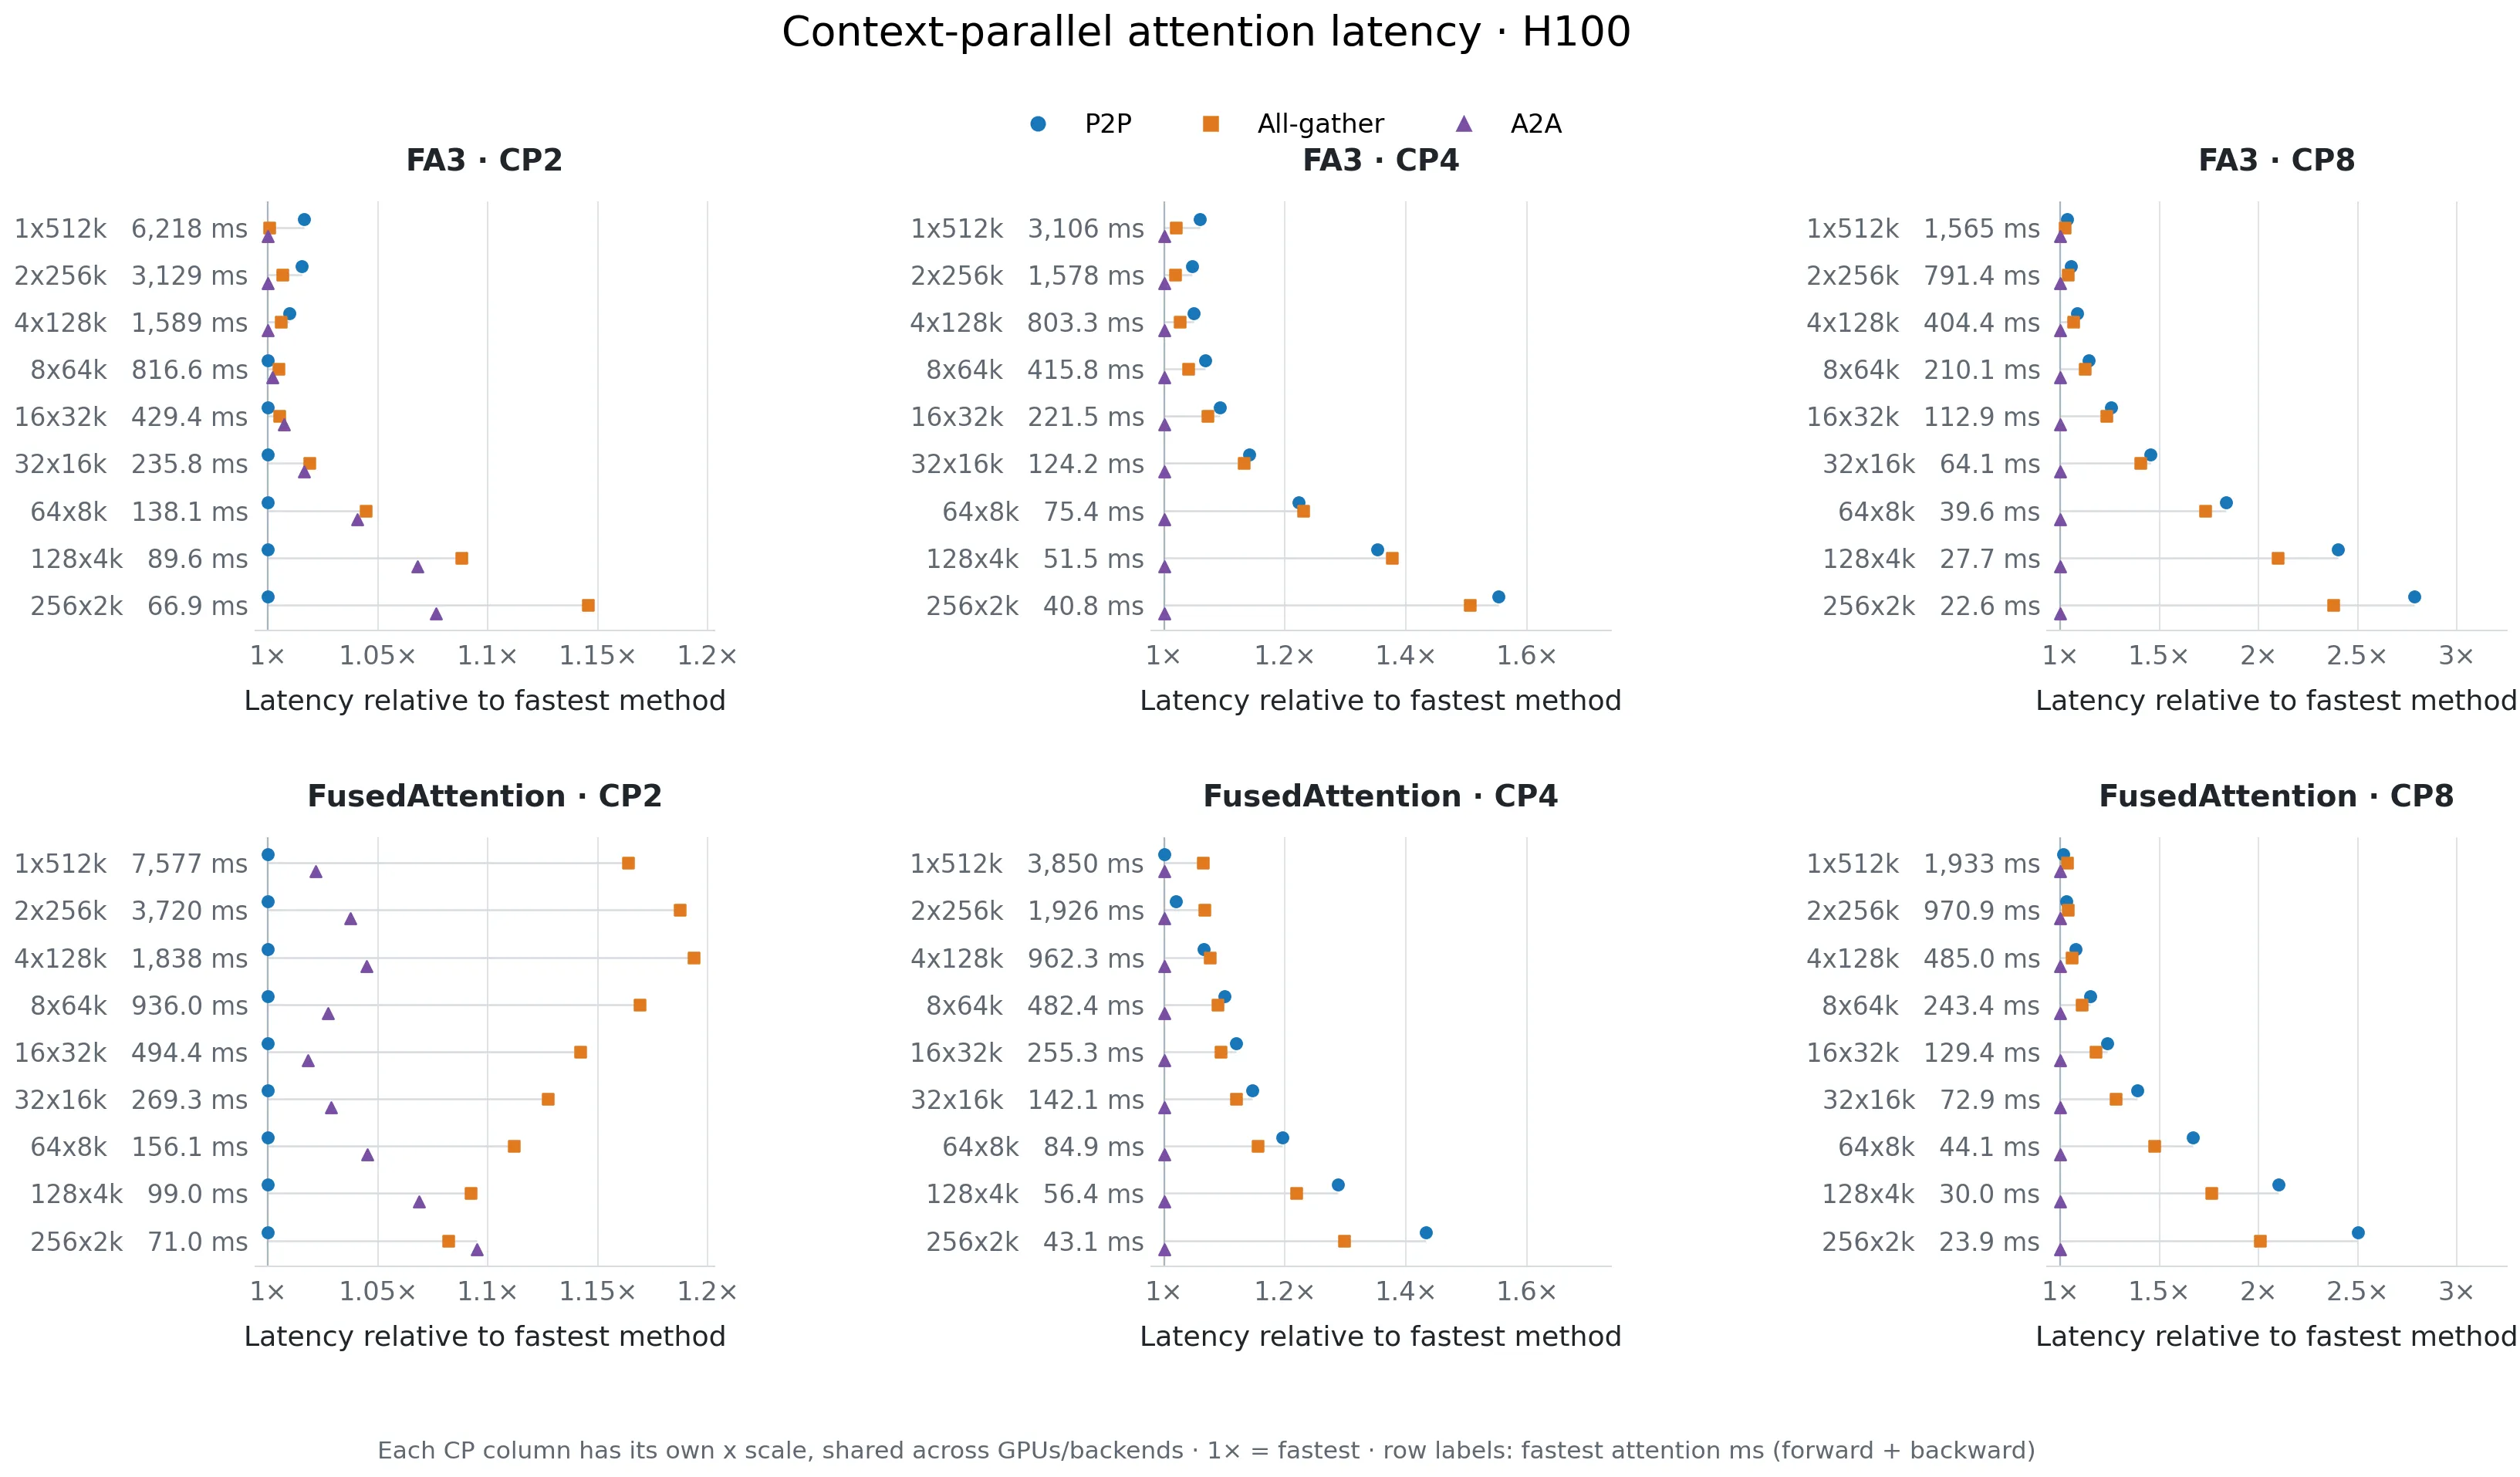 Context-parallel attention latency · H100
P2P All-gather A2A
FA3 · CP2
1x512k 6,218 ms
2x256k 3,129 ms
4x128k 1,589 ms
8x64k 816.6 ms
16x32k 429.4 ms
32x16k 235.8 ms
64x8k 138.1 ms
128x4k 89.6 ms
256x2k 66.9 ms
1× 1.05× 1.1× 1.15× 1.2×
Latency relative to fastest method
FA3 · CP4
1x512k 3,106 ms
2x256k 1,578 ms
4x128k 803.3 ms
8x64k 415.8 ms
16x32k 221.5 ms
32x16k 124.2 ms
64x8k 75.4 ms
128x4k 51.5 ms
256x2k 40.8 ms
1× 1.2× 1.4× 1.6×
Latency relative to fastest method
FA3 · CP8
1x512k 1,565 ms
2x256k 791.4 ms
4x128k 404.4 ms
8x64k 210.1 ms
16x32k 112.9 ms
32x16k 64.1 ms
64x8k 39.6 ms
128x4k 27.7 ms
256x2k 22.6 ms
1× 1.5× 2× 2.5× 3×
Latency relative to fastest method
FusedAttention · CP2
1x512k 7,577 ms
2x256k 3,720 ms
4x128k 1,838 ms
8x64k 936.0 ms
16x32k 494.4 ms
32x16k 269.3 ms
64x8k 156.1 ms
128x4k 99.0 ms
256x2k 71.0 ms
1× 1.05× 1.1× 1.15× 1.2×
Latency relative to fastest method
FusedAttention · CP4
1x512k 3,850 ms
2x256k 1,926 ms
4x128k 962.3 ms
8x64k 482.4 ms
16x32k 255.3 ms
32x16k 142.1 ms
64x8k 84.9 ms
128x4k 56.4 ms
256x2k 43.1 ms
1× 1.2× 1.4× 1.6×
Latency relative to fastest method
FusedAttention · CP8
1x512k 1,933 ms
2x256k 970.9 ms
4x128k 485.0 ms
8x64k 243.4 ms
16x32k 129.4 ms
32x16k 72.9 ms
64x8k 44.1 ms
128x4k 30.0 ms
256x2k 23.9 ms
1× 1.5× 2× 2.5× 3×
Latency relative to fastest method
Each CP column has its own x scale, shared across GPUs/backends · 1× = fastest · row labels: fastest attention ms (forward + backward)